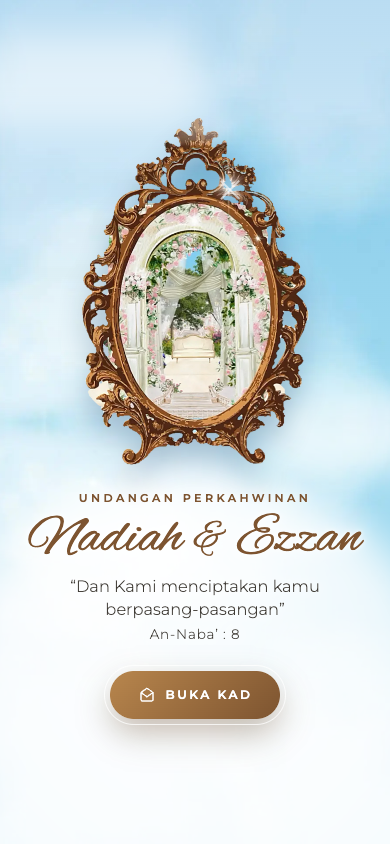 UNDANGAN PERKAHWINAN
Nadiah & Ezzan
“Dan Kami menciptakan kamu
berpasang-pasangan”
An-Naba’ : 8
BUKA KAD